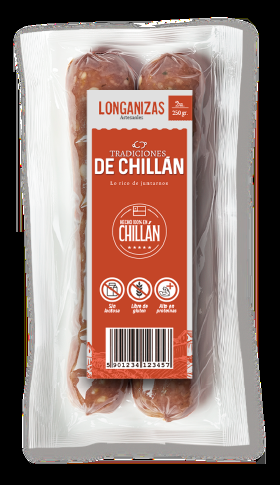 LONGANIZAS
Artesanales
2u.
250 gr.
TRADICIONES
DE CHILLÁN
Lo rico de juntarnos
HECHO 100% EN
CHILLÁN
Sin
lactosa
Libre de
gluten
Alto en
proteínas
5 901234 123457